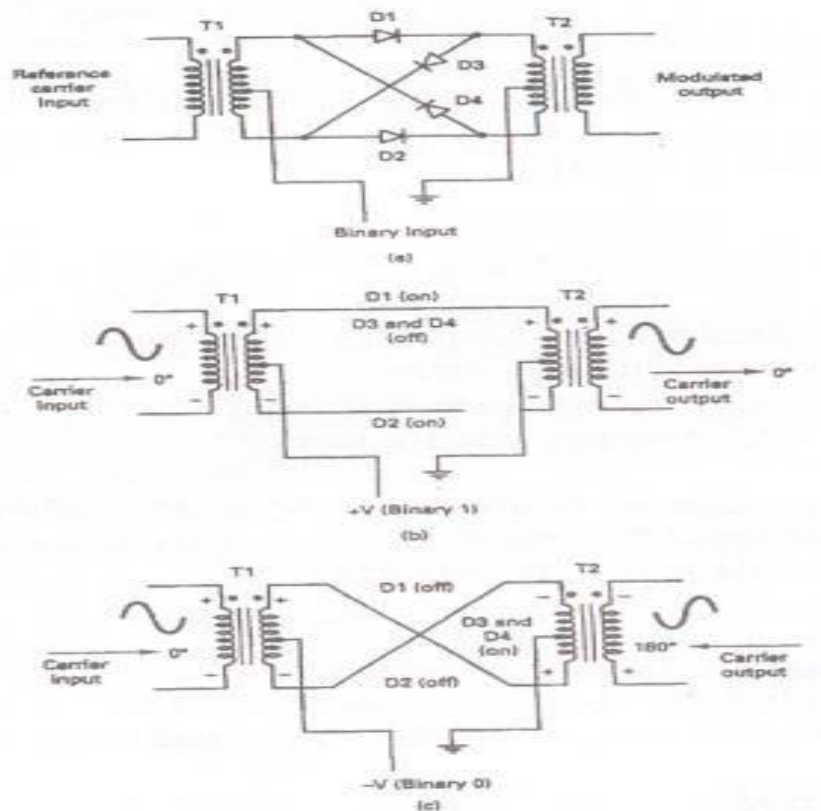 T1
D1
T2
Reference
carrier
input
D3
D4
Modulated
output
D2
Binary Input
(a)
T1
D1 (on)
T2
D3 and D4
(off)
+
+
+
+
Carrier
input
0°
Carrier
output
0°
–
–
D2 (on)
–
–
+V (Binary 1)
(b)
T1
D1 (off)
T2
+
+
D3 and
D4
(on)
–
–
Carrier
input
0°
180°
Carrier
output
–
–
D2 (off)
+
+
–V (Binary 0)
(c)